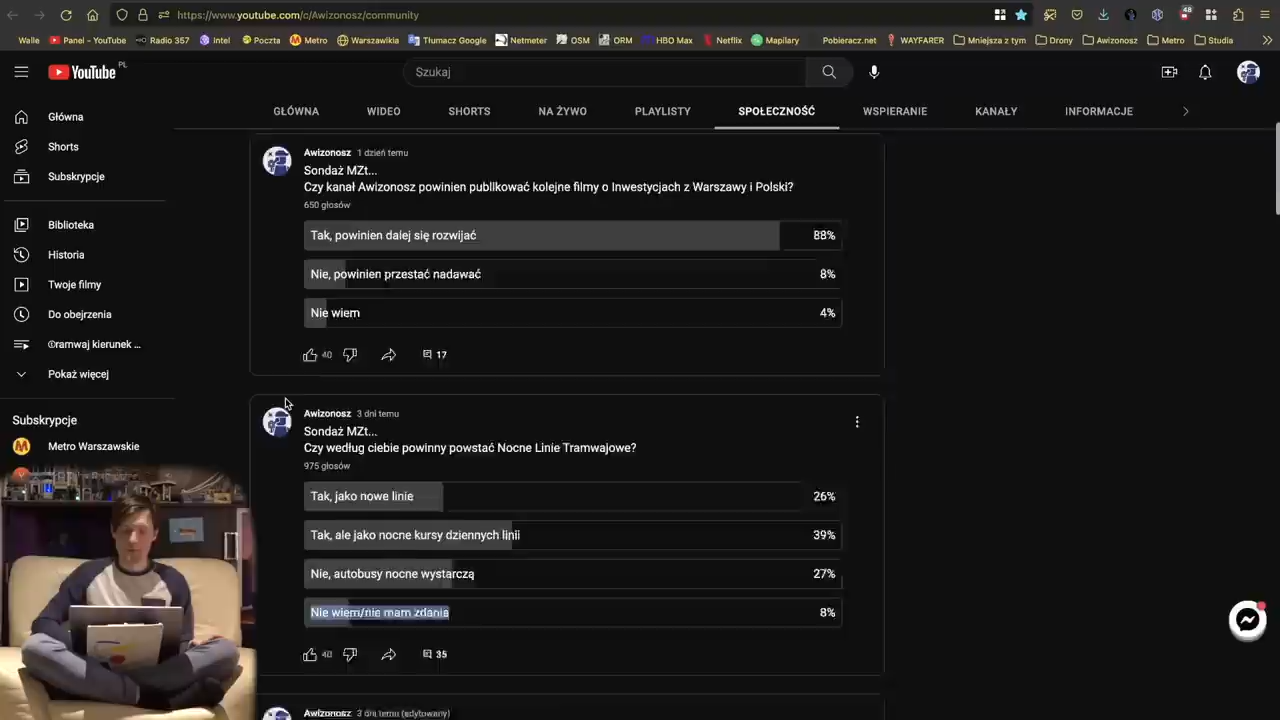 https://www.youtube.com/c/Awizonosz/community
48
Walle
Panel – YouTube
Radio 357
Intel
Poczta
Metro
Warszawikia
Tłumacz Google
Netmeter
OSM
ORM
HBO Max
Netflix
Mapilary
Pobieracz.net
WAYFARER
Mniejsza z tym
Drony
Awizonosz
Metro
Studia
YouTube PL
Szukaj
GŁÓWNA
WIDEO
SHORTS
NA ŻYWO
PLAYLISTY
SPOŁECZNOŚĆ
WSPIERANIE
KANAŁY
INFORMACJE
Główna
Shorts
Subskrypcje
Biblioteka
Historia
Twoje filmy
Do obejrzenia
Pokaż więcej
Subskrypcje
Metro Warszawskie
Awizonosz 1 dzień temu
Sondaż MZt...
Czy kanał Awizonosz powinien publikować kolejne filmy o Inwestycjach z Warszawy i Polski?
650 głosów
Tak, powinien dalej się rozwijać 88%
Nie, powinien przestać nadawać 8%
Nie wiem 4%
40
17
Awizonosz 3 dni temu
Sondaż MZt...
Czy według ciebie powinny powstać Nocne Linie Tramwajowe?
975 głosów
Tak, jako nowe linie 26%
Tak, ale jako nocne kursy dziennych linii 39%
Nie, autobusy nocne wystarczą 27%
Nie wiem/nie mam zdania 8%
40
35
Awizonosz 3 dni temu (edytowany)